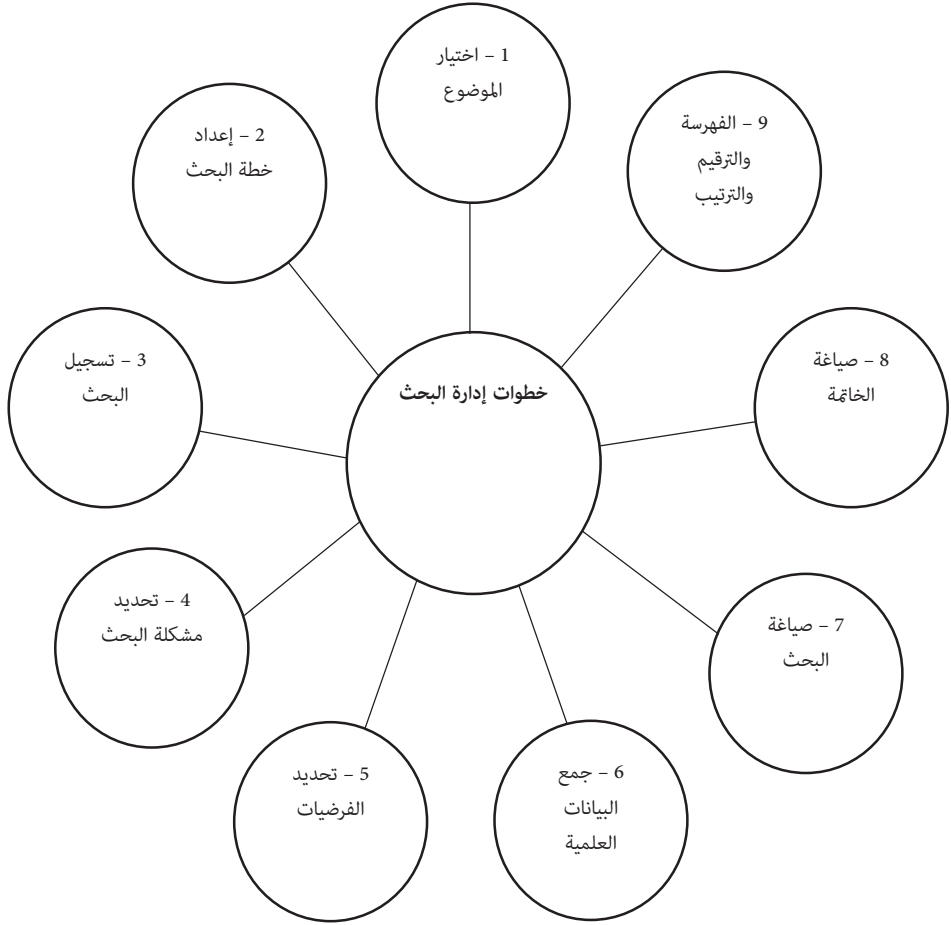 خطوات إدارة البحث
1 – اختيار
الموضوع
2 – إعداد
خطة البحث
3 – تسجيل
البحث
4 – تحديد
مشكلة البحث
5 – تحديد
الفرضيات
6 – جمع
البيانات
العلمية
7 – صياغة
البحث
8 – صياغة
الخاتمة
9 – الفهرسة
والترقيم
والترتيب